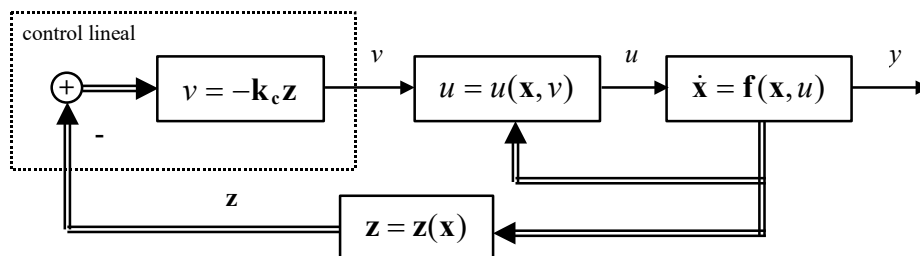 control lineal
v
u
y
+
v = −k_c z
u = u(x, v)
ẋ = f(x, u)
-
z
z = z(x)